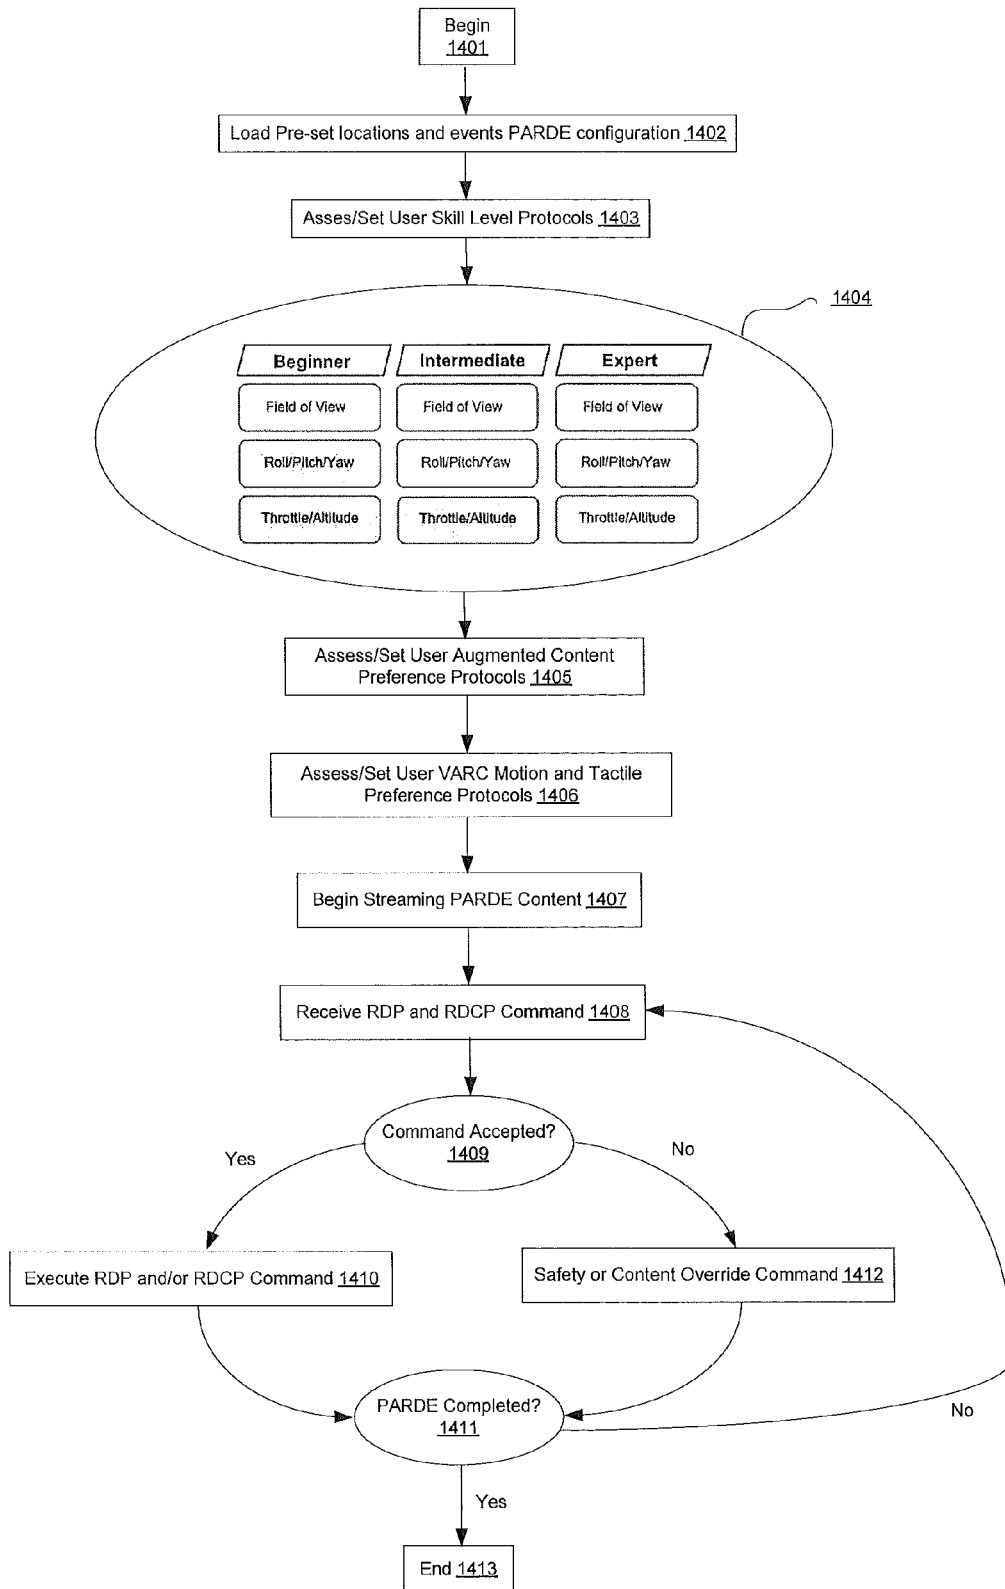 Begin
1401
Load Pre-set locations and events PARDE configuration 1402
Asses/Set User Skill Level Protocols 1403
1404
Beginner Intermediate Expert
Field of View Field of View Field of View
Roll/Pitch/Yaw Roll/Pitch/Yaw Roll/Pitch/Yaw
Throttle/Altitude Throttle/Altitude Throttle/Altitude
Assess/Set User Augmented Content
Preference Protocols 1405
Assess/Set User VARC Motion and Tactile
Preference Protocols 1406
Begin Streaming PARDE Content 1407
Receive RDP and RDCP Command 1408
Command Accepted?
1409
Yes
No
Execute RDP and/or RDCP Command 1410
Safety or Content Override Command 1412
PARDE Completed?
1411
No
Yes
End 1413